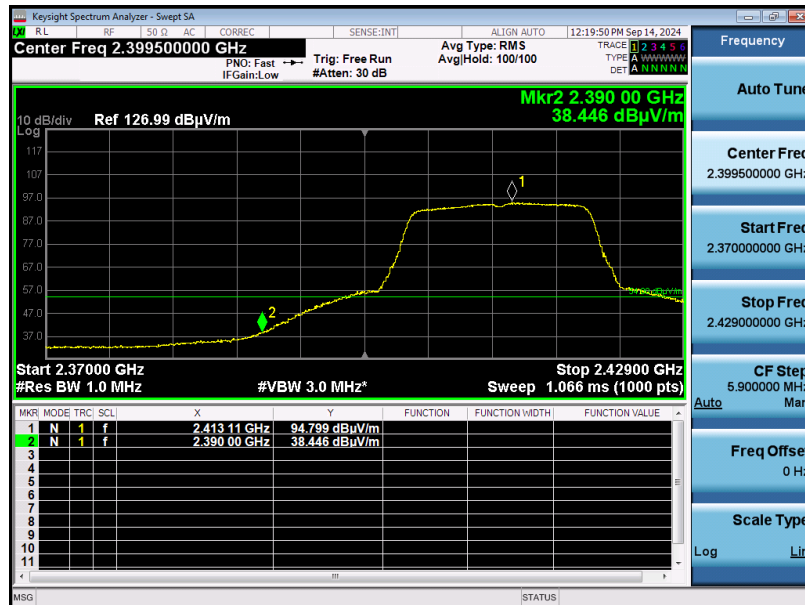 Keysight Spectrum Analyzer - Swept SA
LXI RL RF 50 Ω AC CORREC SENSE:INT ALIGN AUTO 12:19:50 PM Sep 14, 2024
Center Freq 2.399500000 GHz
PNO: Fast
IFGain:Low
Trig: Free Run
#Atten: 30 dB
Avg Type: RMS
Avg|Hold: 100/100
TRACE 1 2 3 4 5 6
TYPE A WWWWW
DET A N N N N N
Mkr2 2.390 00 GHz
38.446 dBµV/m
10 dB/div Ref 126.99 dBµV/m
Log
117
107
97.0
87.0
77.0
67.0
57.0
47.0
37.0
1
2
Start 2.37000 GHz Stop 2.42900 GHz
#Res BW 1.0 MHz #VBW 3.0 MHz* Sweep 1.066 ms (1000 pts)
MKR MODE TRC SCL X Y FUNCTION FUNCTION WIDTH FUNCTION VALUE
1 N 1 f 2.413 11 GHz 94.799 dBµV/m
2 N 1 f 2.390 00 GHz 38.446 dBµV/m
3
4
5
6
7
8
9
10
11
MSG STATUS
Frequency
Auto Tune
Center Freq
2.399500000 GHz
Start Freq
2.370000000 GHz
Stop Freq
2.429000000 GHz
CF Step
5.900000 MHz
Auto Man
Freq Offset
0 Hz
Scale Type
Log Lin